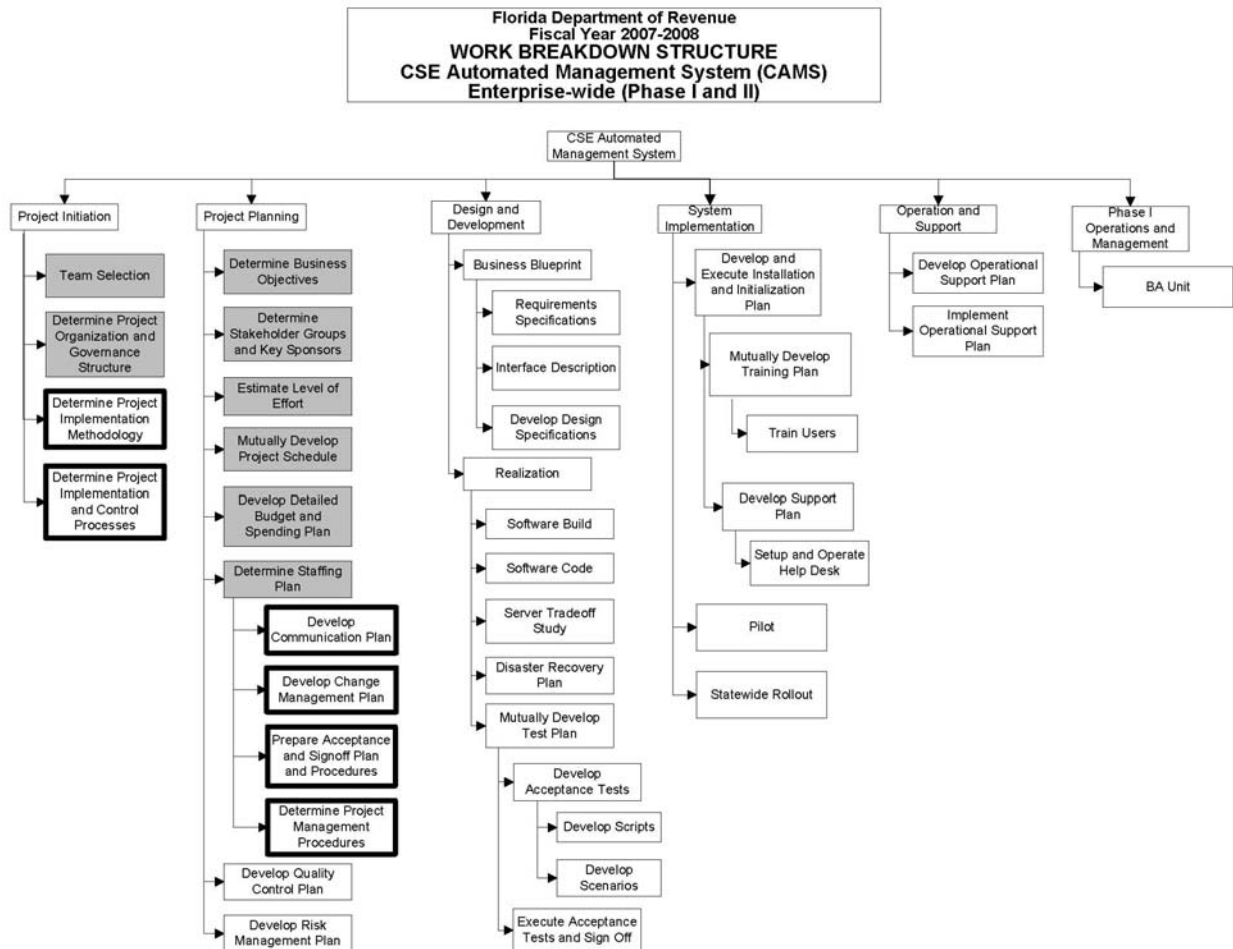 Florida Department of Revenue
Fiscal Year 2007-2008
WORK BREAKDOWN STRUCTURE
CSE Automated Management System (CAMS)
Enterprise-wide (Phase I and II)
CSE Automated
Management System
Project Initiation
Team Selection
Determine Project
Organization and
Governance
Structure
Determine Project
Implementation
Methodology
Determine Project
Implementation
and Control
Processes
Project Planning
Determine Business
Objectives
Determine
Stakeholder Groups
and Key Sponsors
Estimate Level of
Effort
Mutually Develop
Project Schedule
Develop Detailed
Budget and
Spending Plan
Determine Staffing
Plan
Develop
Communication Plan
Develop Change
Management Plan
Prepare Acceptance
and Signoff Plan
and Procedures
Determine Project
Management
Procedures
Develop Quality
Control Plan
Develop Risk
Management Plan
Design and
Development
Business Blueprint
Requirements
Specifications
Interface Description
Develop Design
Specifications
Realization
Software Build
Software Code
Server Tradeoff
Study
Disaster Recovery
Plan
Mutually Develop
Test Plan
Develop
Acceptance Tests
Develop Scripts
Develop
Scenarios
Execute Acceptance
Tests and Sign Off
System
Implementation
Develop and
Execute Installation
and Initialization
Plan
Mutually Develop
Training Plan
Train Users
Develop Support
Plan
Setup and Operate
Help Desk
Pilot
Statewide Rollout
Operation and
Support
Develop Operational
Support Plan
Implement
Operational Support
Plan
Phase I
Operations and
Management
BA Unit